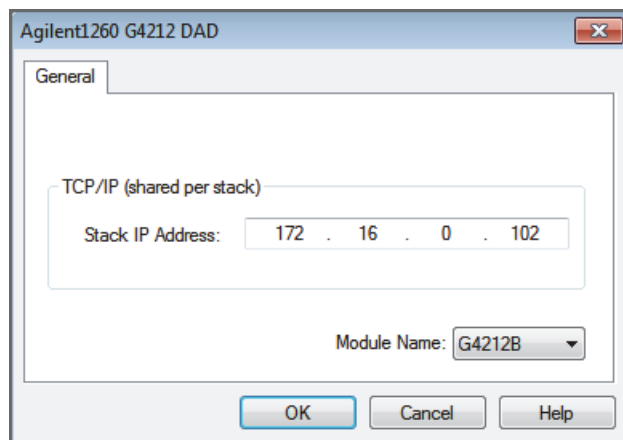 Agilent1260 G4212 DAD
General
TCP/IP (shared per stack)
Stack IP Address: 172 . 16 . 0 . 102
Module Name: G4212B
OK Cancel Help